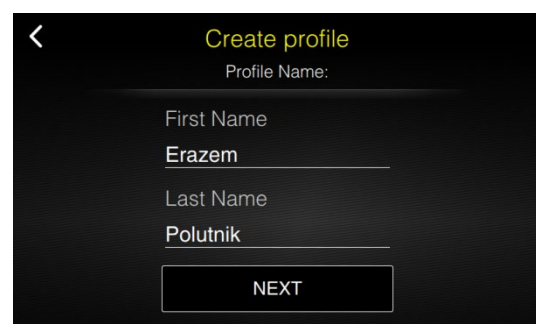 Create profile
Profile Name:
First Name
Erazem
Last Name
Polutnik
NEXT